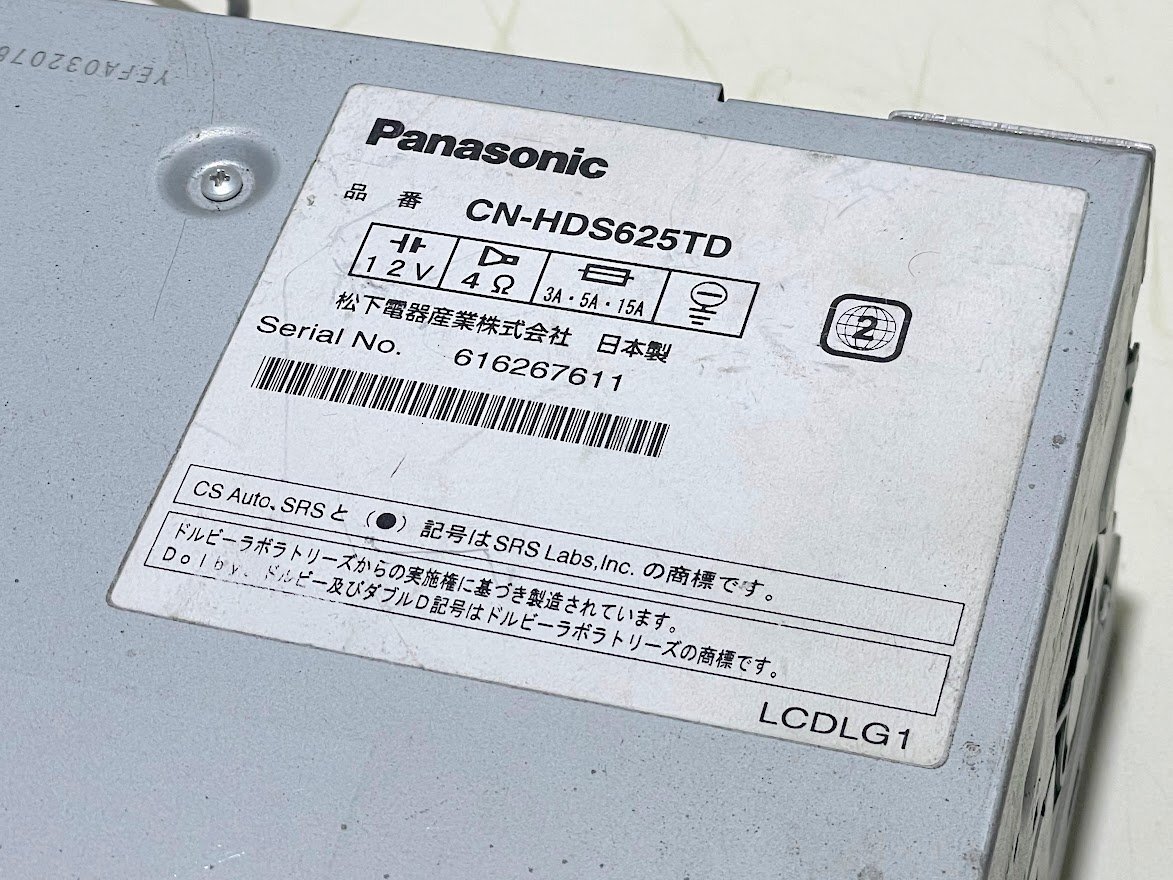 YEFA032078
Panasonic
品 番 CN-HDS625TD
12V 4Ω 3A・5A・15A
松下電器産業株式会社 日本製
2
Serial No. 616267611
CS Auto、SRSと(●)記号はSRS Labs,Inc. の商標です。
ドルビーラボラトリーズからの実施権に基づき製造されています。
Dolby、ドルビー及びダブルD記号はドルビーラボラトリーズの商標です。
LCDLG1